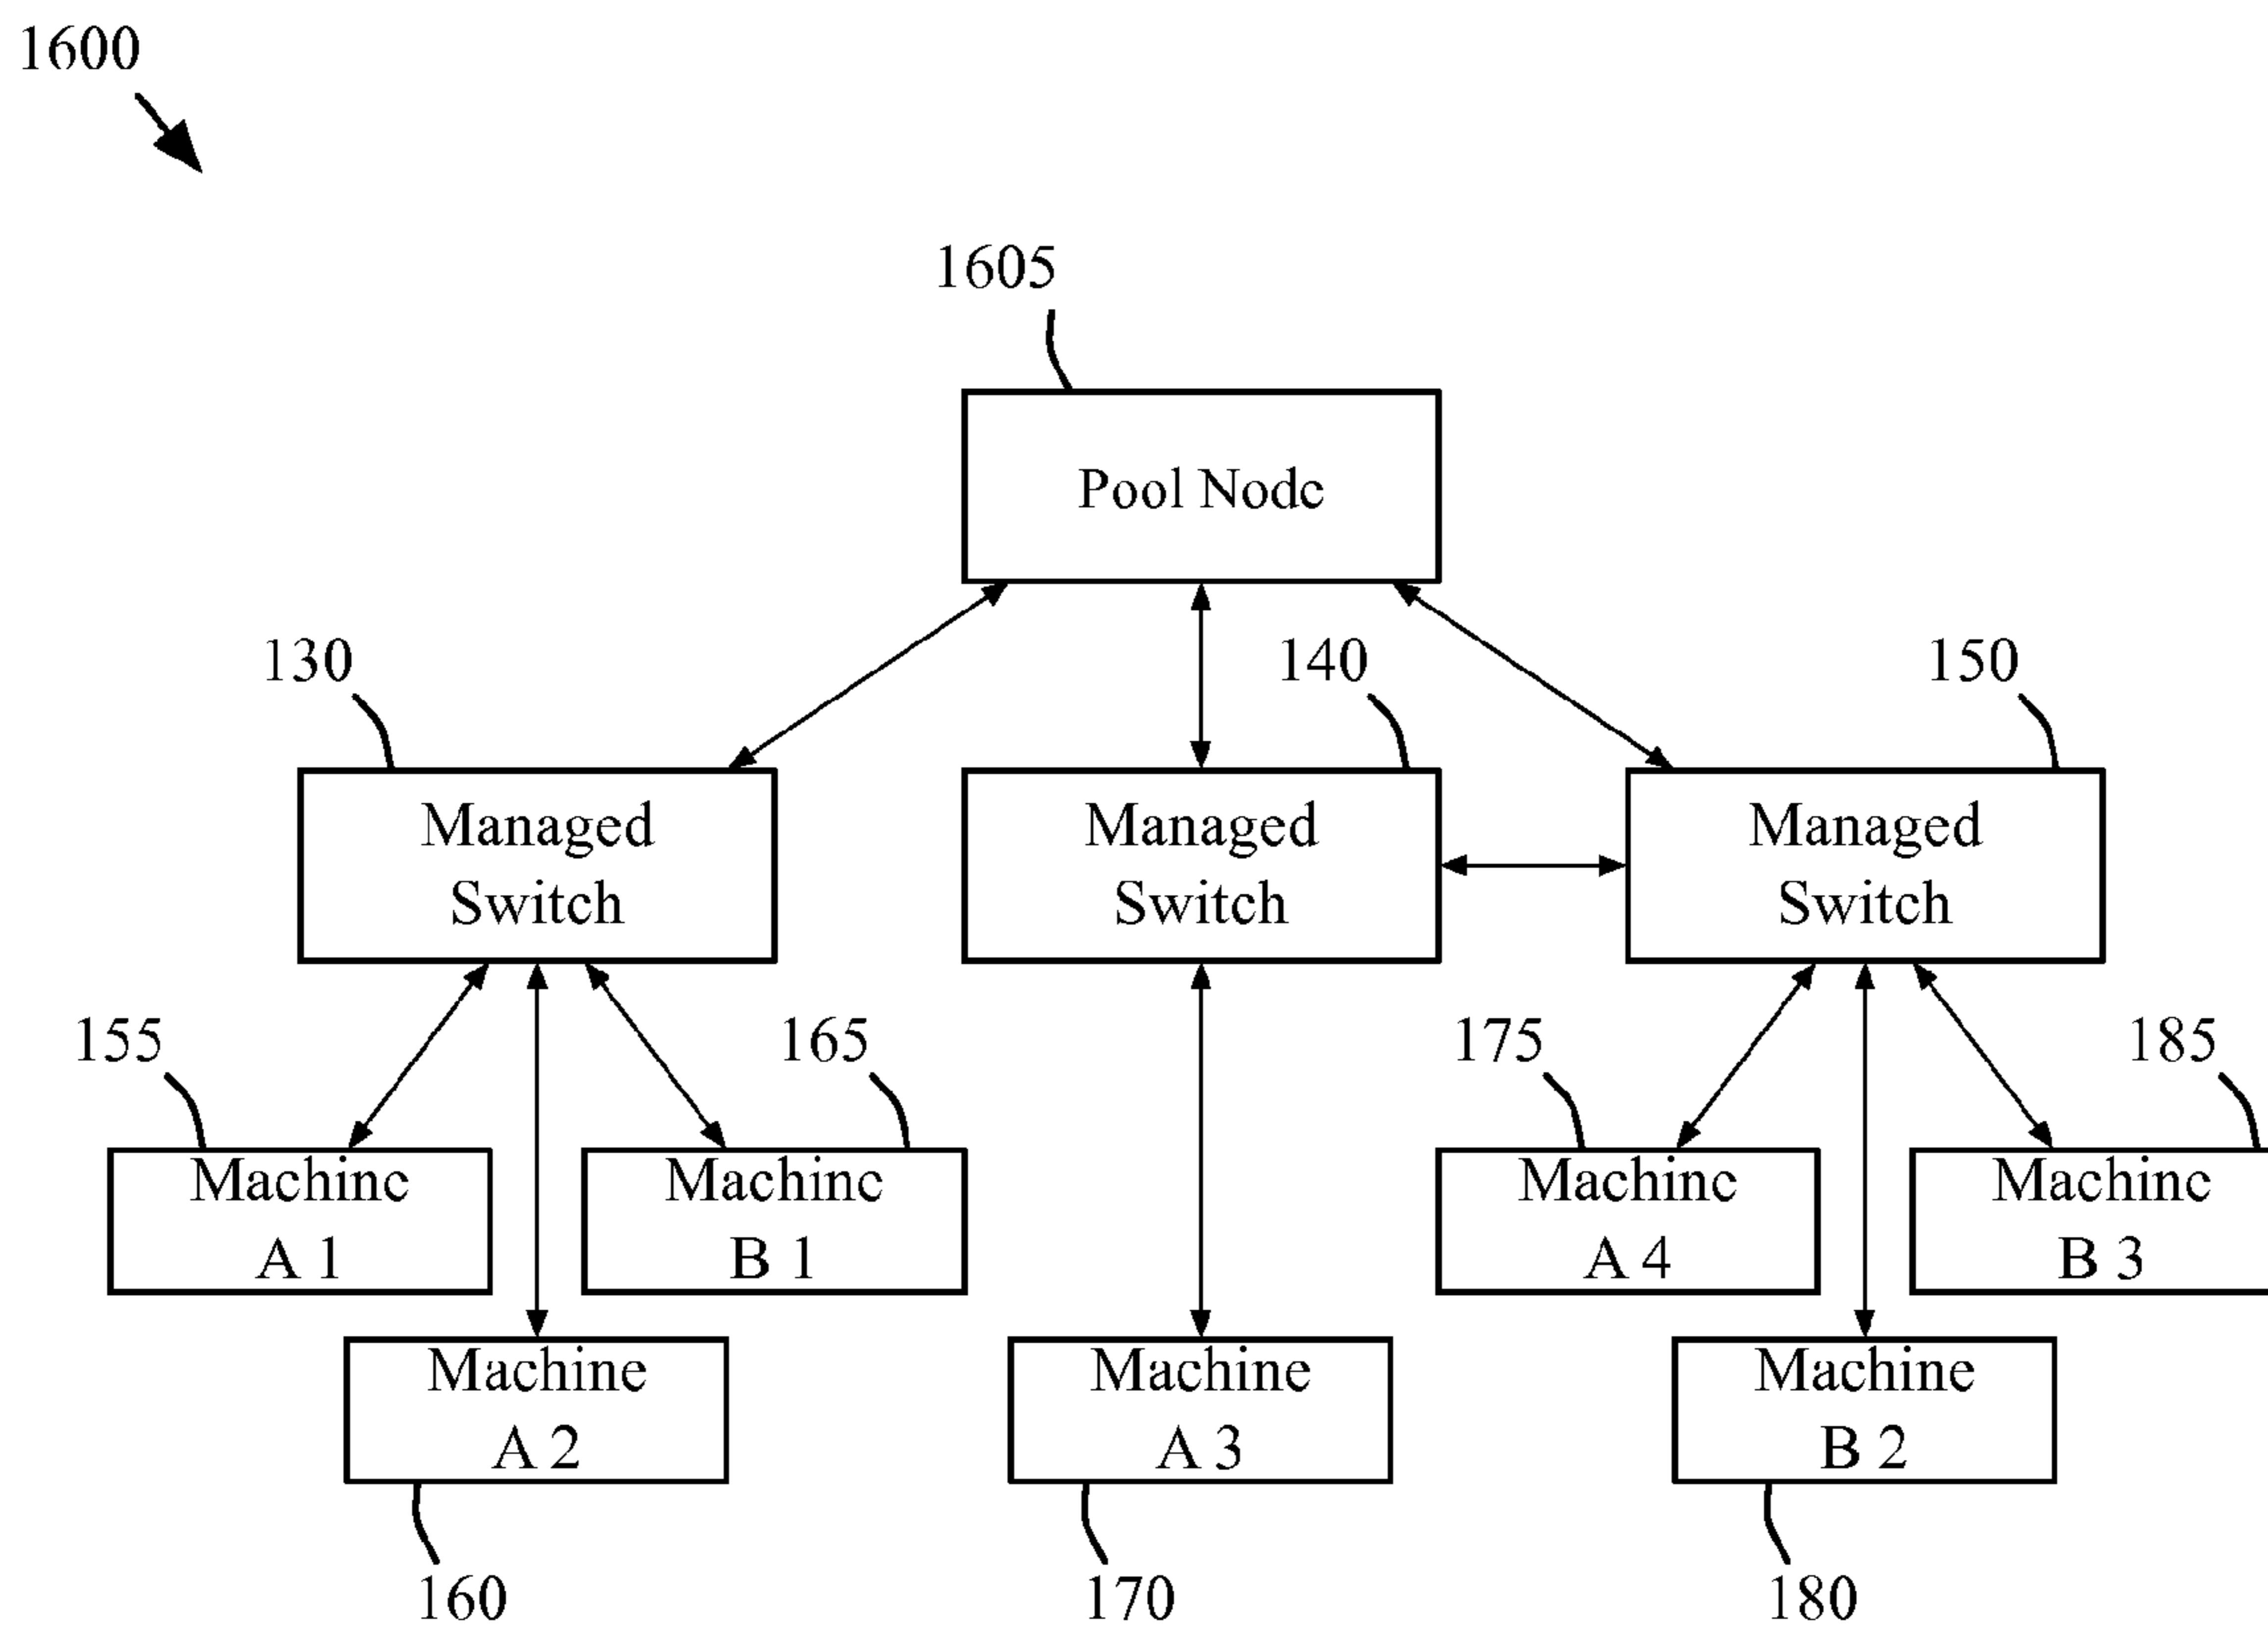 1600
1605
Pool Node
130
140
150
Managed
Switch
Managed
Switch
Managed
Switch
155
165
175
185
Machine
A 1
Machine
B 1
Machine
A 4
Machine
B 3
Machine
A 2
Machine
A 3
Machine
B 2
160
170
180